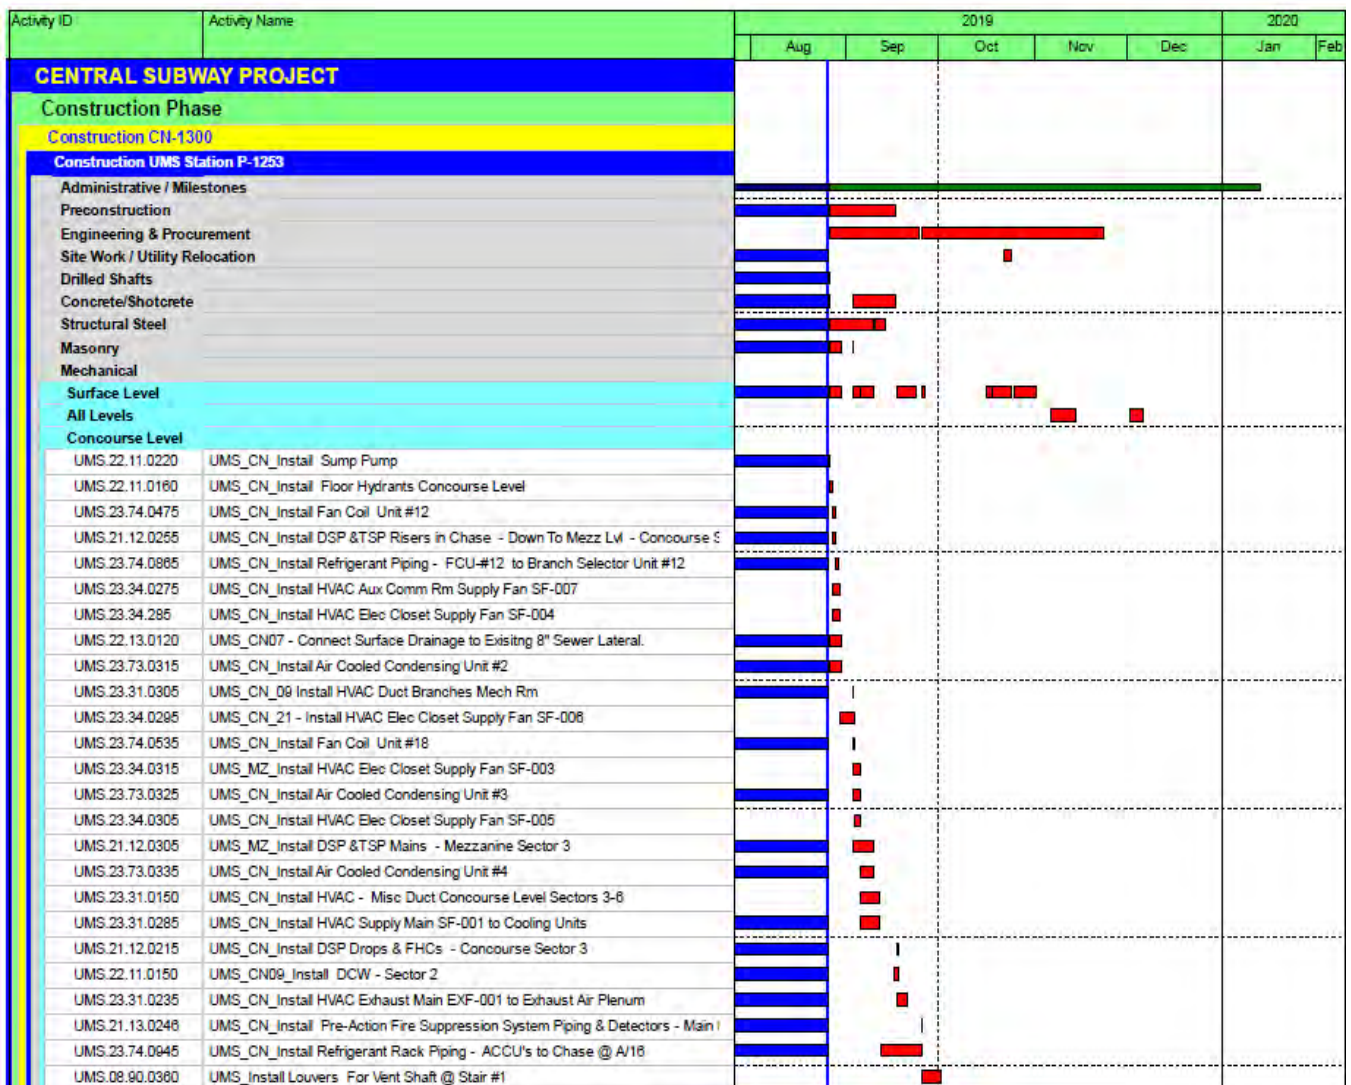 Activity ID Activity Name 2019 2020
Aug Sep Oct Nov Dec Jan Feb
CENTRAL SUBWAY PROJECT
Construction Phase
Construction CN-1300
Construction UMS Station P-1253
Administrative / Milestones
Preconstruction
Engineering & Procurement
Site Work / Utility Relocation
Drilled Shafts
Concrete/Shotcrete
Structural Steel
Masonry
Mechanical
Surface Level
All Levels
Concourse Level
UMS.22.11.0220 UMS_CN_Install Sump Pump
UMS.22.11.0160 UMS_CN_Install Floor Hydrants Concourse Level
UMS.23.74.0475 UMS_CN_Install Fan Coil Unit #12
UMS.21.12.0255 UMS_CN_Install DSP &TSP Risers in Chase - Down To Mezz Lvl - Concourse S
UMS.23.74.0865 UMS_CN_Install Refrigerant Piping - FCU-#12 to Branch Selector Unit #12
UMS.23.34.0275 UMS_CN_Install HVAC Aux Comm Rm Supply Fan SF-007
UMS.23.34.285 UMS_CN_Install HVAC Elec Closet Supply Fan SF-004
UMS.22.13.0120 UMS_CN07 - Connect Surface Drainage to Exisitng 8" Sewer Lateral.
UMS.23.73.0315 UMS_CN_Install Air Cooled Condensing Unit #2
UMS.23.31.0305 UMS_CN_09 Install HVAC Duct Branches Mech Rm
UMS.23.34.0295 UMS_CN_21 - Install HVAC Elec Closet Supply Fan SF-006
UMS.23.74.0535 UMS_CN_Install Fan Coil Unit #18
UMS.23.34.0315 UMS_MZ_Install HVAC Elec Closet Supply Fan SF-003
UMS.23.73.0325 UMS_CN_Install Air Cooled Condensing Unit #3
UMS.23.34.0305 UMS_CN_Install HVAC Elec Closet Supply Fan SF-005
UMS.21.12.0305 UMS_MZ_Install DSP &TSP Mains - Mezzanine Sector 3
UMS.23.73.0335 UMS_CN_Install Air Cooled Condensing Unit #4
UMS.23.31.0150 UMS_CN_Install HVAC - Misc Duct Concourse Level Sectors 3-6
UMS.23.31.0285 UMS_CN_Install HVAC Supply Main SF-001 to Cooling Units
UMS.21.12.0215 UMS_CN_Install DSP Drops & FHCs - Concourse Sector 3
UMS.22.11.0150 UMS_CN09_Install DCW - Sector 2
UMS.23.31.0235 UMS_CN_Install HVAC Exhaust Main EXF-001 to Exhaust Air Plenum
UMS.21.13.0246 UMS_CN_Install Pre-Action Fire Suppression System Piping & Detectors - Main
UMS.23.74.0945 UMS_CN_Install Refrigerant Rack Piping - ACCU's to Chase @ A/16
UMS.08.90.0360 UMS_Install Louvers For Vent Shaft @ Stair #1